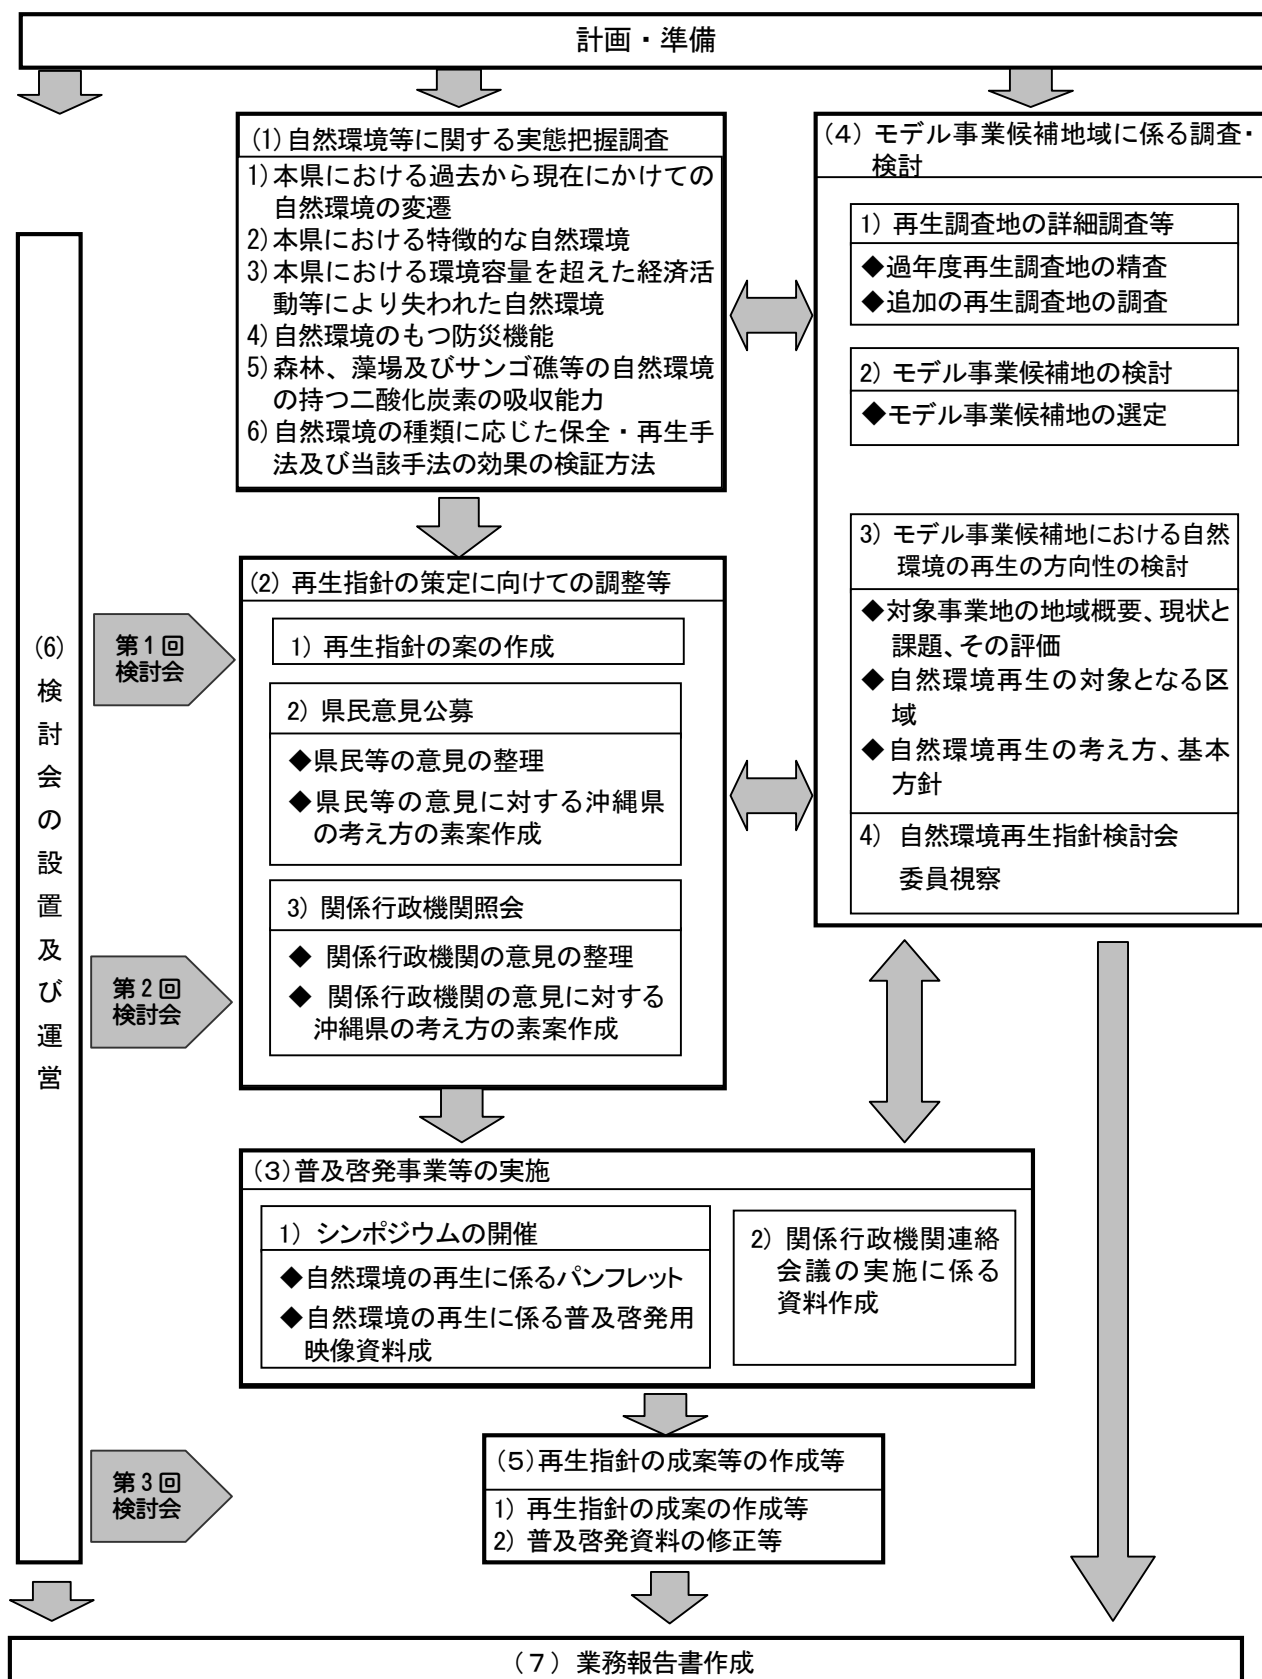 計画・準備
(1)自然環境等に関する実態把握調査
1)本県における過去から現在にかけての
自然環境の変遷
2)本県における特徴的な自然環境
3)本県における環境容量を超えた経済活
動等により失われた自然環境
4)自然環境のもつ防災機能
5)森林、藻場及びサンゴ礁等の自然環境
の持つ二酸化炭素の吸収能力
6)自然環境の種類に応じた保全・再生手
法及び当該手法の効果の検証方法
(4)モデル事業候補地域に係る調査・
検討
1)再生調査地の詳細調査等
◆過年度再生調査地の精査
◆追加の再生調査地の調査
2)モデル事業候補地の検討
◆モデル事業候補地の選定
3)モデル事業候補地における自然
環境の再生の方向性の検討
◆対象事業地の地域概要、現状と
課題、その評価
◆自然環境再生の対象となる区
域
◆自然環境再生の考え方、基本
方針
4)自然環境再生指針検討会
委員視察
(6)検討会の設置及び運営
第1回
検討会
第2回
検討会
第3回
検討会
(2)再生指針の策定に向けての調整等
1)再生指針の案の作成
2)県民意見公募
◆県民等の意見の整理
◆県民等の意見に対する沖縄県
の考え方の素案作成
3)関係行政機関照会
◆ 関係行政機関の意見の整理
◆ 関係行政機関の意見に対する
沖縄県の考え方の素案作成
(3)普及啓発事業等の実施
1)シンポジウムの開催
◆自然環境の再生に係るパンフレット
◆自然環境の再生に係る普及啓発用
映像資料成
2)関係行政機関連絡
会議の実施に係る
資料作成
(5)再生指針の成案等の作成等
1)再生指針の成案の作成等
2)普及啓発資料の修正等
(7)業務報告書作成